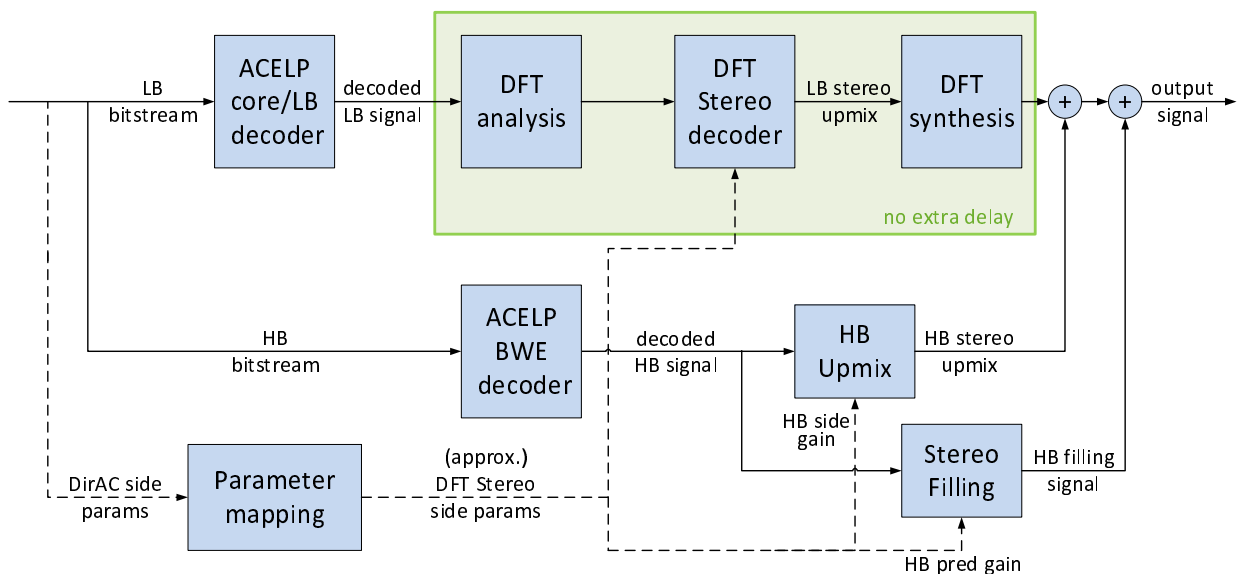 LB
bitstream
ACELP
core/LB
decoder
decoded
LB signal
DFT
analysis
DFT
Stereo
decoder
LB stereo
upmix
DFT
synthesis
+
+
output
signal
no extra delay
HB
bitstream
ACELP
BWE
decoder
decoded
HB signal
HB
Upmix
HB stereo
upmix
HB side
gain
Stereo
Filling
HB filling
signal
DirAC side
params
Parameter
mapping
(approx.)
DFT Stereo
side params
HB pred gain